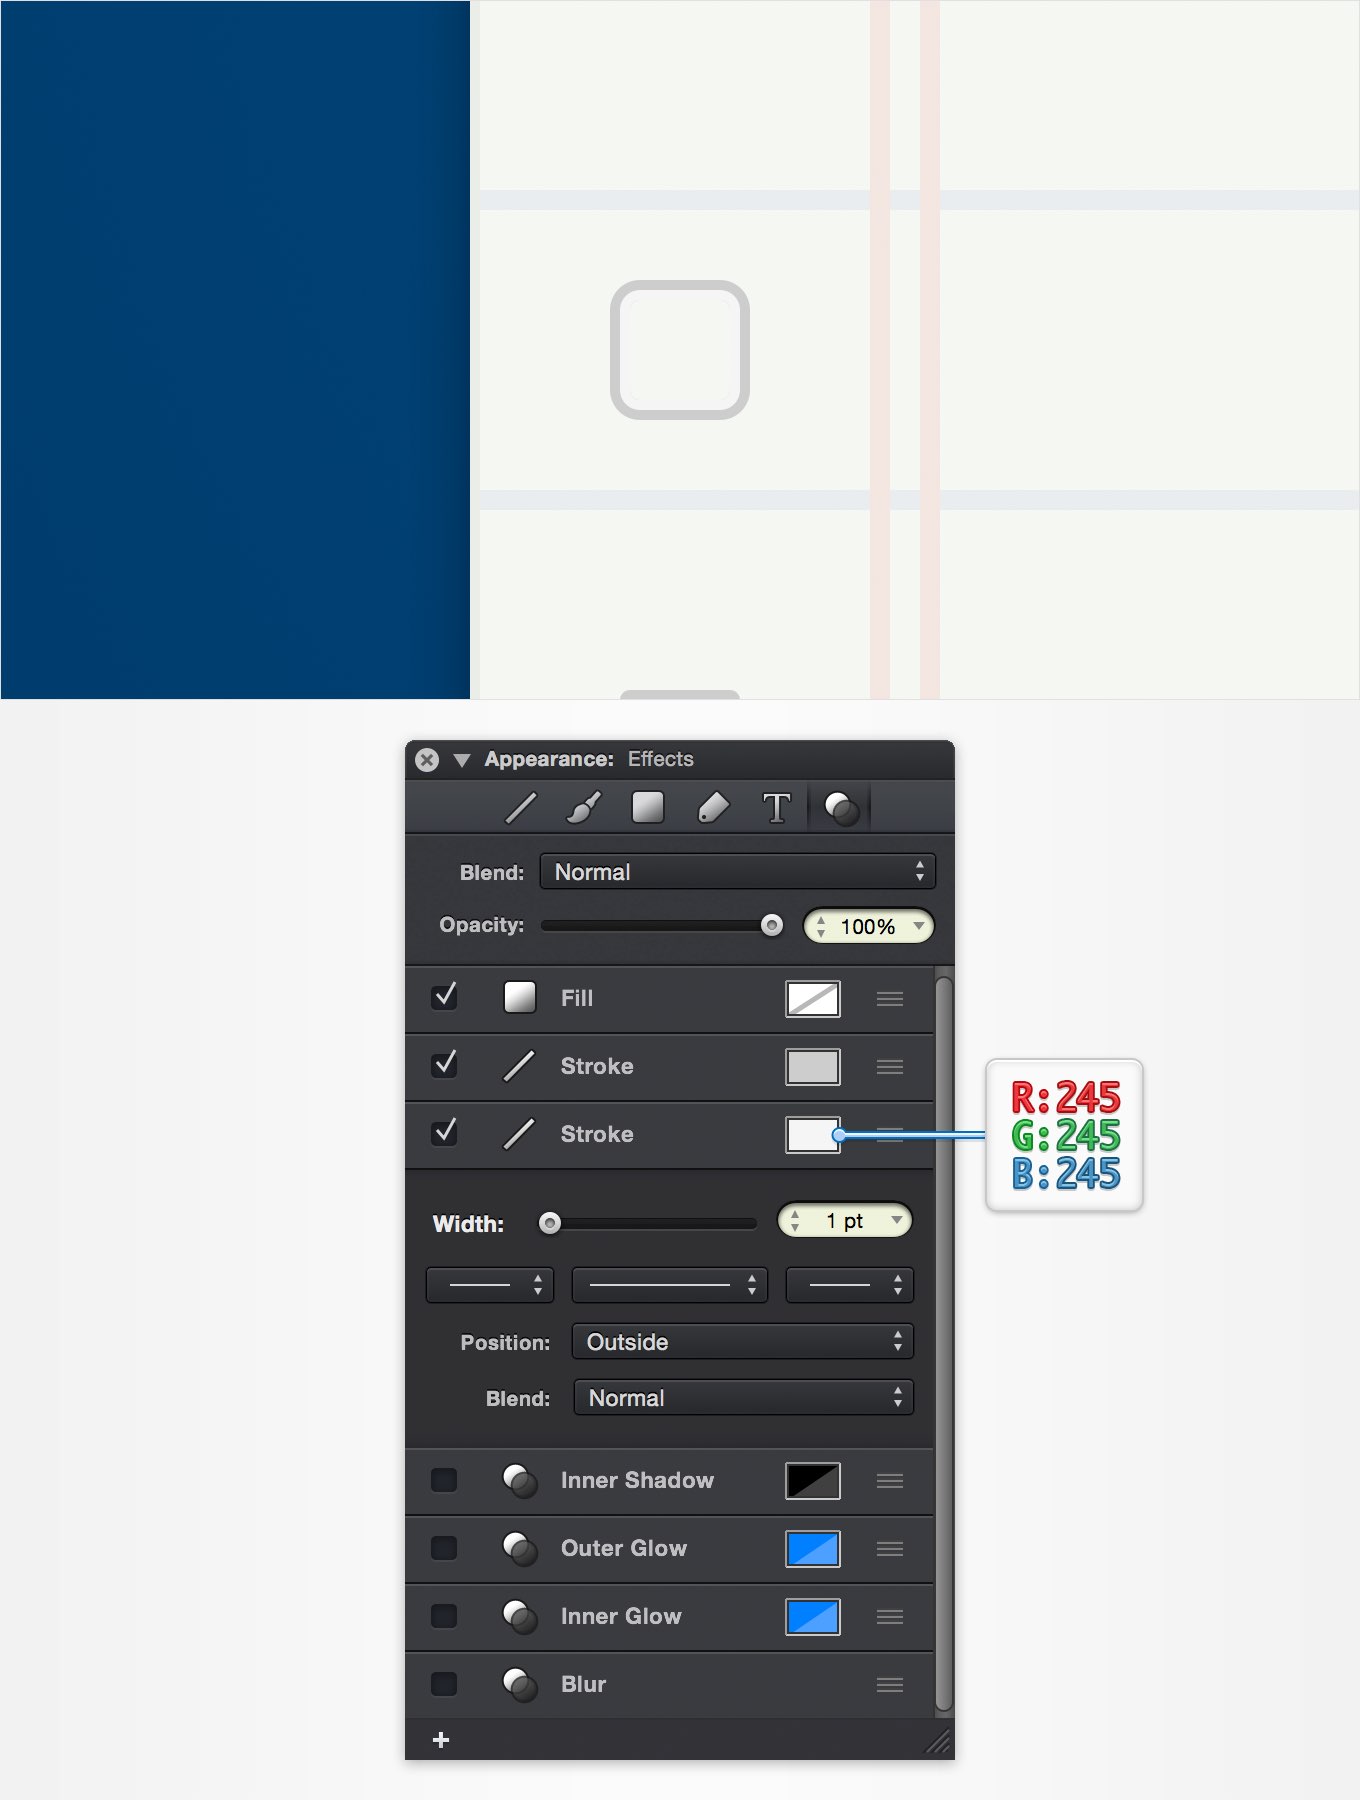 Appearance: Effects
T
Blend: Normal
Opacity: 100%
Fill
Stroke
Stroke
R:245
G:245
B:245
Width: 1 pt
Position: Outside
Blend: Normal
Inner Shadow
Outer Glow
Inner Glow
Blur